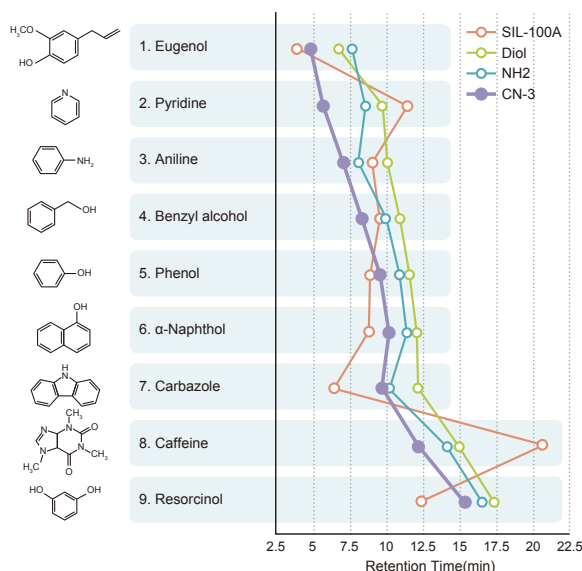 SIL-100A
Diol
NH2
CN-3
CH₃O
HO
1. Eugenol
N
2. Pyridine
NH₂
3. Aniline
OH
4. Benzyl alcohol
OH
5. Phenol
OH
6. α-Naphthol
H
N
7. Carbazole
CH₃
O
N
N
N
N
H₃C
O
CH₃
8. Caffeine
HO
OH
9. Resorcinol
2.5 5 7.5 10 12.5 15 17.5 20 22.5
Retention Time(min)